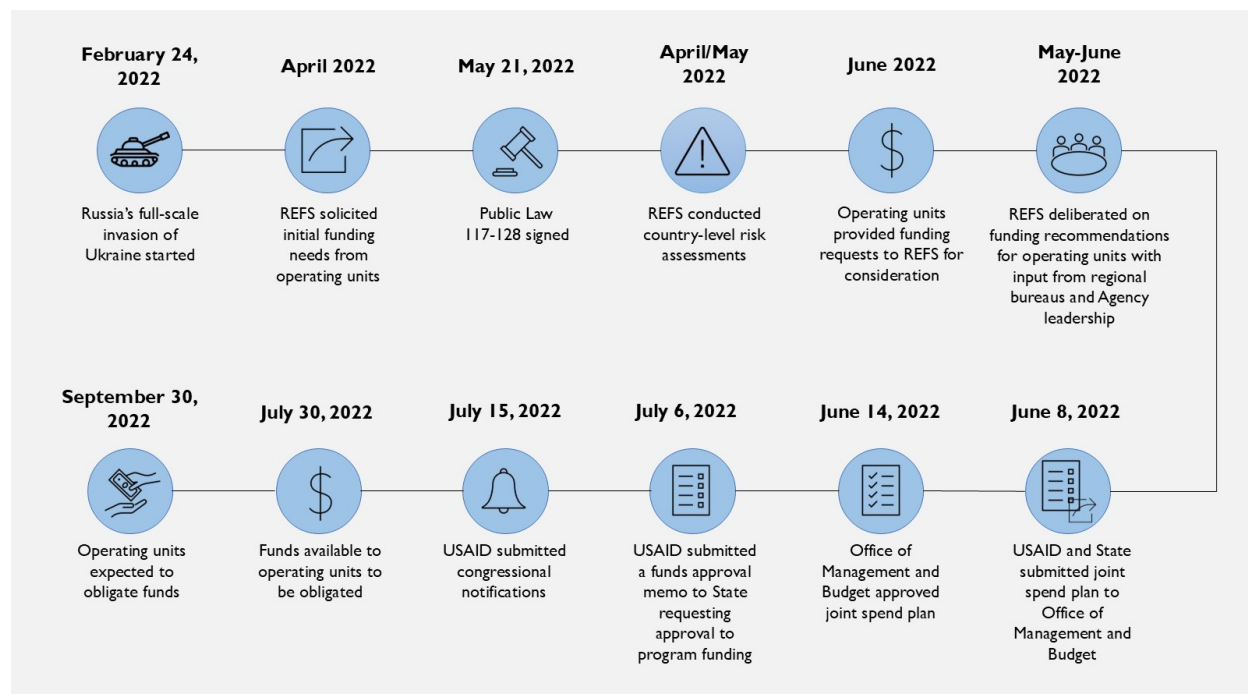 February 24,
2022
Russia's full-scale
invasion of
Ukraine started
April 2022
REFS solicited
initial funding
needs from
operating units
May 21, 2022
Public Law
117-128 signed
April/May
2022
REFS conducted
country-level risk
assessments
June 2022
Operating units
provided funding
requests to REFS for
consideration
May-June
2022
REFS deliberated on
funding recommendations
for operating units with
input from regional
bureaus and Agency
leadership
June 8, 2022
USAID and State
submitted joint
spend plan to
Office of
Management and
Budget
June 14, 2022
Office of
Management and
Budget approved
joint spend plan
July 6, 2022
USAID submitted
a funds approval
memo to State
requesting
approval to
program funding
July 15, 2022
USAID submitted
congressional
notifications
July 30, 2022
Funds available to
operating units to
be obligated
September 30,
2022
Operating units
expected to
obligate funds